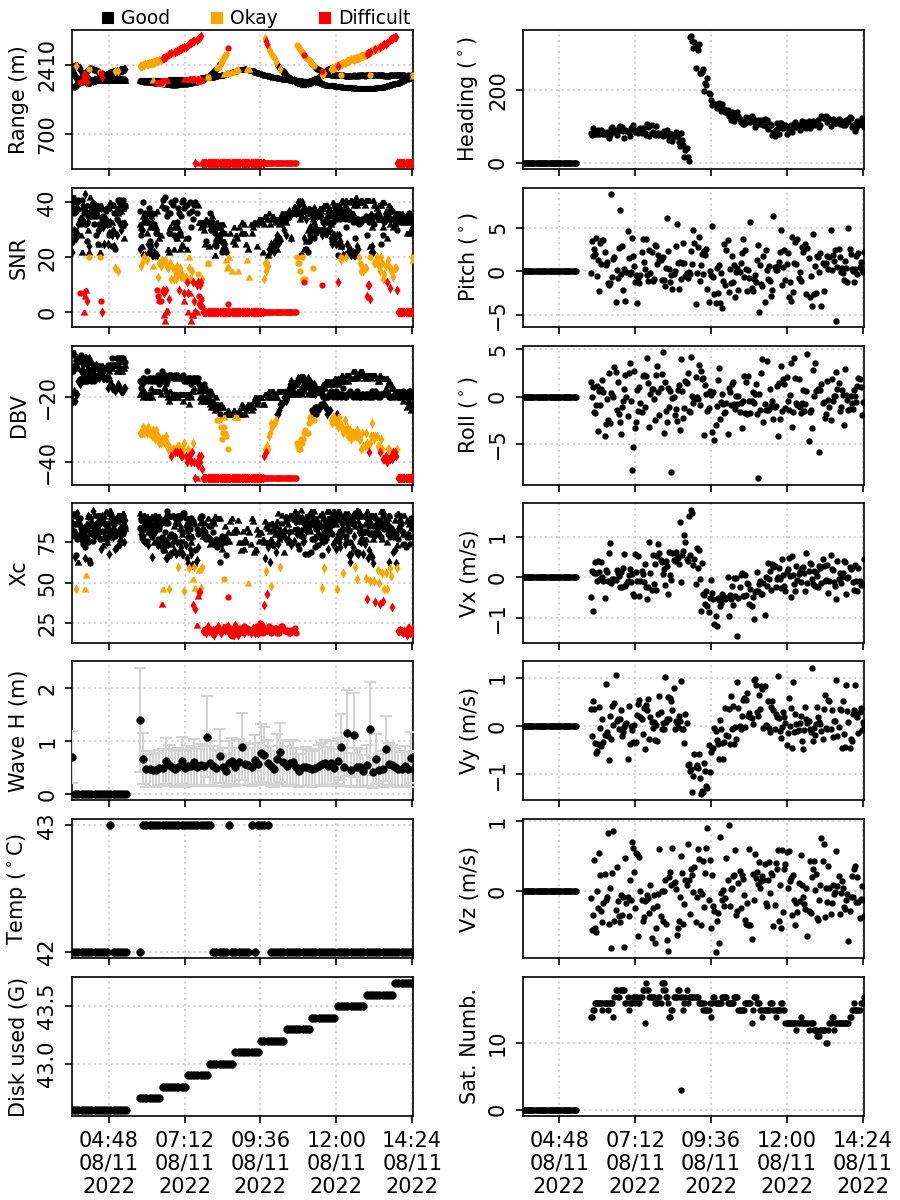 Good Okay Difficult
Range (m)
2410
700
Heading (°)
200
0
SNR
40
20
0
Pitch (°)
5
0
−5
DBV
−20
−40
Roll (°)
5
0
−5
Xc
75
50
25
Vx (m/s)
1
0
−1
Wave H (m)
2
1
0
Vy (m/s)
1
0
−1
Temp (°C)
43
42
Vz (m/s)
1
0
Disk used (G)
43.5
43.0
Sat. Numb.
10
0
04:48 07:12 09:36 12:00 14:24
08/11 08/11 08/11 08/11 08/11
2022 2022 2022 2022 2022
04:48 07:12 09:36 12:00 14:24
08/11 08/11 08/11 08/11 08/11
2022 2022 2022 2022 2022